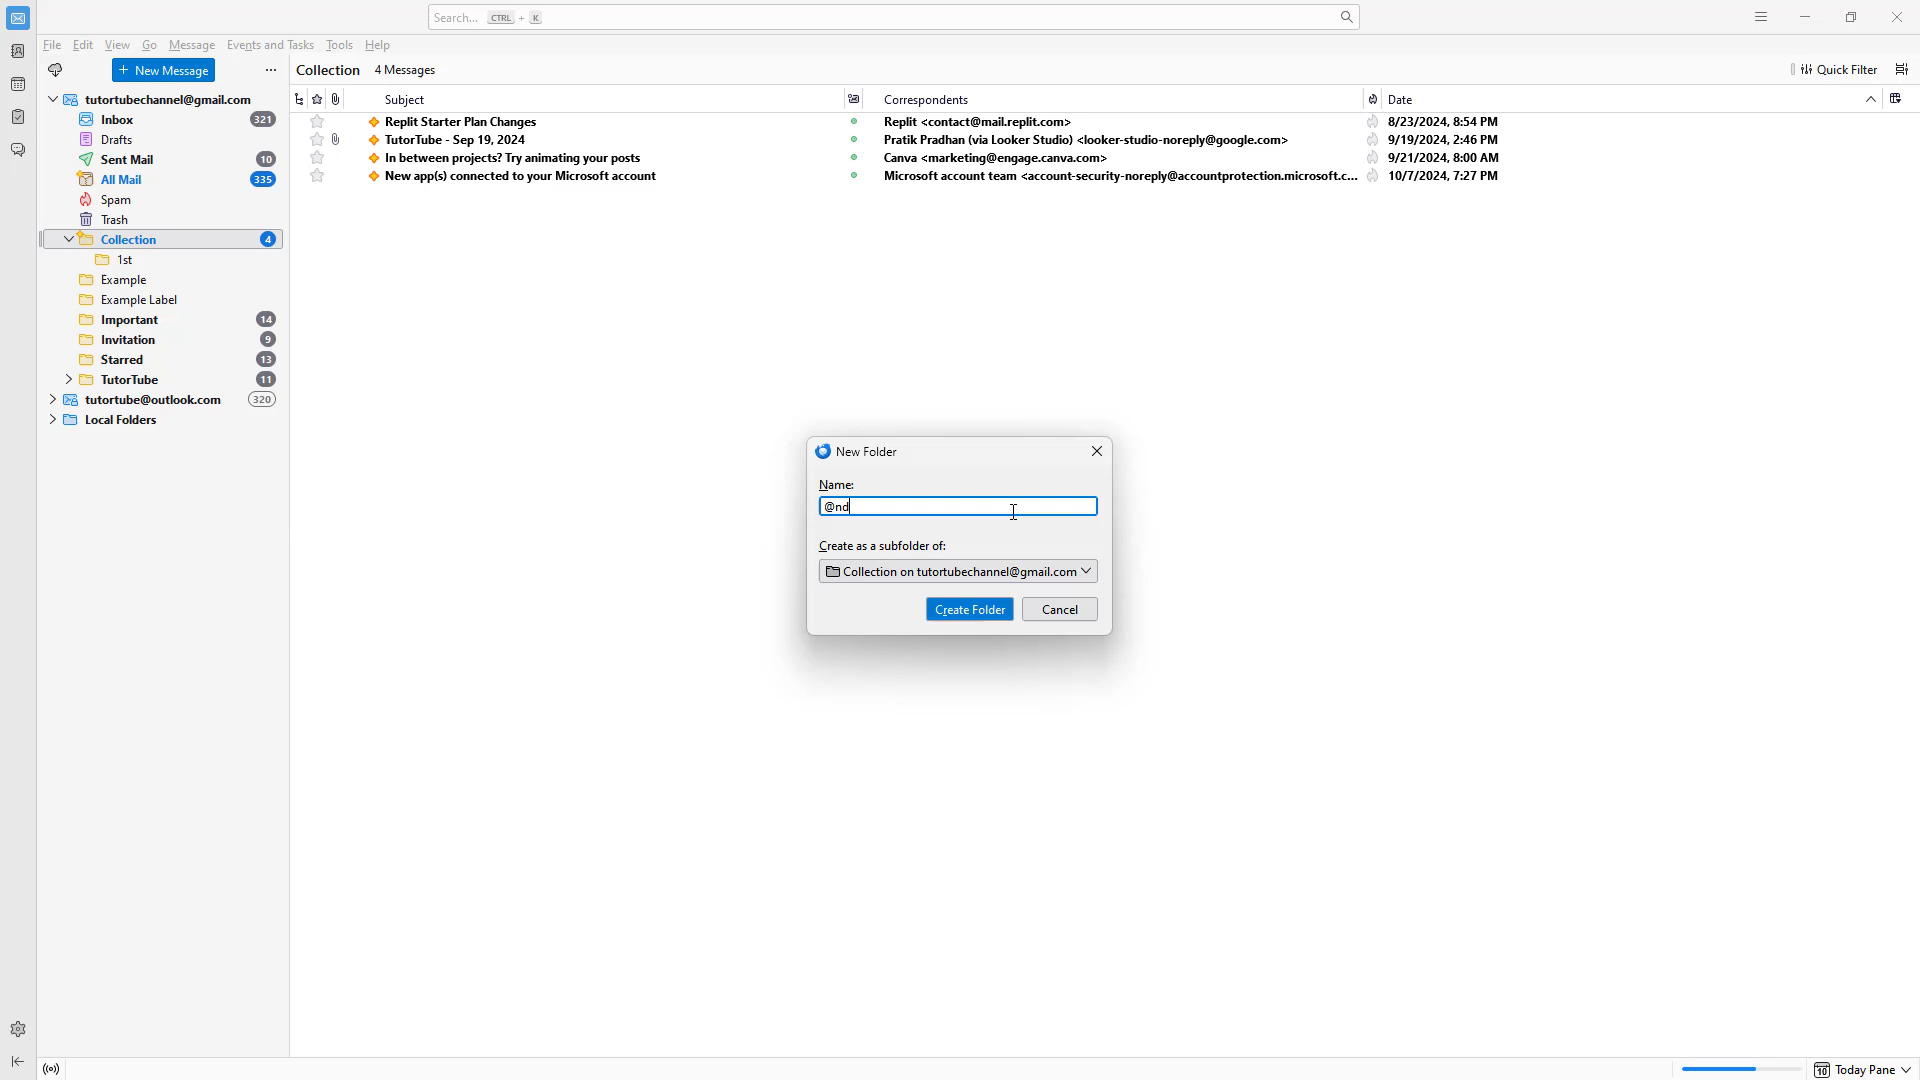 Search... CTRL + K
File Edit View Go Message Events and Tasks Tools Help
+ New Message ...
Collection 4 Messages
Quick Filter
Subject Correspondents Date
tutortubechannel@gmail.com
Inbox 321
Drafts
Sent Mail 10
All Mail 335
Spam
Trash
Collection 4
1st
Example
Example Label
Important 14
Invitation 9
Starred 13
TutorTube 11
tutortube@outlook.com 320
Local Folders
Replit Starter Plan Changes Replit <contact@mail.replit.com> 8/23/2024, 8:54 PM
TutorTube - Sep 19, 2024 Pratik Pradhan (via Looker Studio) <looker-studio-noreply@google.com> 9/19/2024, 2:46 PM
In between projects? Try animating your posts Canva <marketing@engage.canva.com> 9/21/2024, 8:00 AM
New app(s) connected to your Microsoft account Microsoft account team <account-security-noreply@accountprotection.microsoft.c... 10/7/2024, 7:27 PM
New Folder
Name:
@nd
Create as a subfolder of:
Collection on tutortubechannel@gmail.com
Create Folder Cancel
10 Today Pane